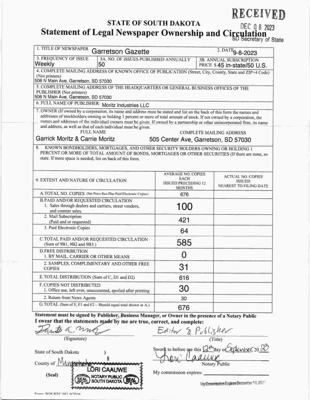 RECEIVED
DEC 08 2023
SD Secretary of State
STATE OF SOUTH DAKOTA
Statement of Legal Newspaper Ownership and Circulation
1. TITLE OF NEWSPAPER Garretson Gazette
2. DATE 9-8-2023
3. FREQUENCY OF ISSUE
Weekly
3A. NO. OF ISSUES PUBLISHED ANNUALLY
50
3B. ANNUAL SUBSCRIPTION
PRICE $ 45 in-state/50 U.S.
4. COMPLETE MAILING ADDRESS OF KNOWN OFFICE OF PUBLICATION (Street, City, County, State and ZIP+4 Code)
(Not printers)
506 N Main Ave, Garretson, SD 57030
5. COMPLETE MAILING ADDRESS OF THE HEADQUARTERS OR GENERAL BUSINESS OFFICES OF THE
PUBLISHER (Not printers)
506 N Main Ave, Garretson, SD 57030
6. FULL NAME OF PUBLISHER Moritz Industries LLC
7. OWNER (If owned by a corporation, its name and address must be stated and list on the back of this form the names and
addresses of stockholders owning or holding 1 percent or more of total amount of stock. If not owned by a corporation, the
names and addresses of the individual owners must be given. If owned by a partnership or other unincorporated firm, its name
and address, as well as that of each individual must be given.
FULL NAME
COMPLETE MAILING ADDRESS
Garrick Moritz & Carrie Moritz
505 Center Ave, Garretson, SD 57030
8. KNOWN BONDHOLDERS, MORTGAGES, AND OTHER SECURITY HOLDERS OWNING OR HOLDING 1
PERCENT OR MORE OF TOTAL AMOUNT OF BONDS, MORTGAGES OR OTHER SECURITIES (If there are none, so
state. If more space is needed, list on back of this form.
9. EXTENT AND NATURE OF CIRCULATION
AVERAGE NO. COPIES
EACH
ISSUES PRECEDING 12
MONTHS
ACTUAL NO. COPIES
ISSUED
NEAREST TO FILING DATE
A. TOTAL NO. COPIES (Net Press Run Plus Paid Electronic Copies)
676
B. PAID AND/OR REQUESTED CIRCULATION
1. Sales through dealers and carriers, street vendors,
and counter sales.
100
2. Mail Subscription
(Paid and/or requested)
421
3. Paid Electronic Copies
64
C. TOTAL PAID AND/OR REQUESTED CIRCULATION
(Sum of 9B1, 9B2 and 9B3.)
585
D. FREE DISTRIBUTION
1. BY MAIL, CARRIER OR OTHER MEANS
0
2. SAMPLES, COMPLIMENTARY AND OTHER FREE
COPIES
31
E. TOTAL DISTRIBUTION (Sum of C, D1 and D2)
616
F. COPIES NOT DISTRIBUTED
1. Office use, left over, unaccounted, spoiled after printing
30
2. Return from News Agents
30
G. TOTAL (Sum of E, F1 and F2 – Should equal total shown in A.)
676
Statement must be signed by Publisher, Business Manager, or Owner in the presence of a Notary Public
I swear that the statements made by me are true, correct, and complete:
Editor & Publisher
(Signature)
(Title)
State of South Dakota
Sworn to before me this
September
County of
Lori Cauwe
Notary Public
(Seal)
LORI CAUWE
NOTARY PUBLIC
SOUTH DAKOTA
My commission expires: